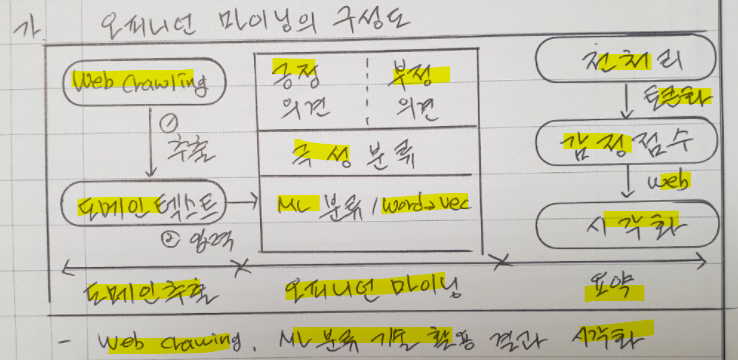 가. 오피니언 마이닝의 구성도
Web Crawling
① 추출
도메인 텍스트
② 입력
긍정 의견
부정 의견
극성 분류
ML 분류 / Word2vec
전처리
토큰화
감정점수
web
시각화
도메인추출
오피니언 마이닝
요약
- Web Crawing, ML 분류 기술 활용 결과 시각화